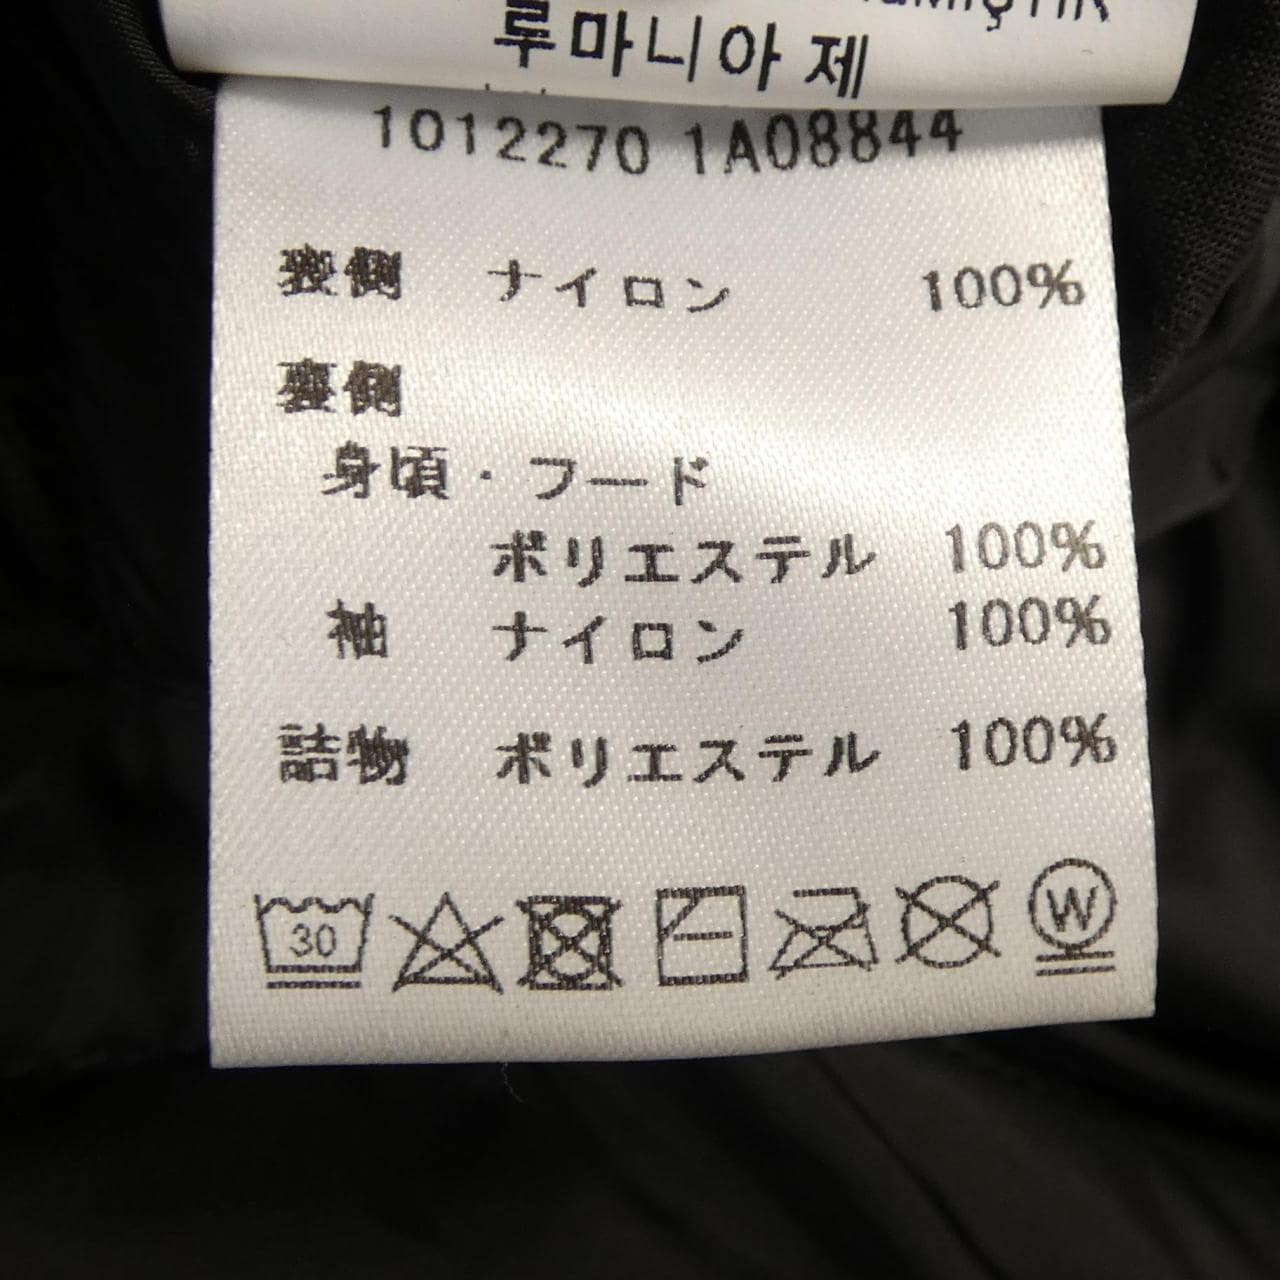 루마니아 제
1012270 1A08844
表側 ナイロン 100%
裏側
身頃・フード
ポリエステル 100%
袖 ナイロン 100%
詰物 ポリエステル 100%
30
W